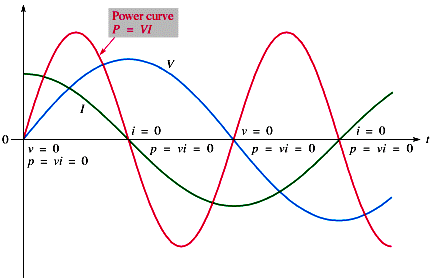 Power curve
P = VI
V
I
0
t
v = 0
p = vi = 0
i = 0
p = vi = 0
v = 0
p = vi = 0
i = 0
p = vi = 0